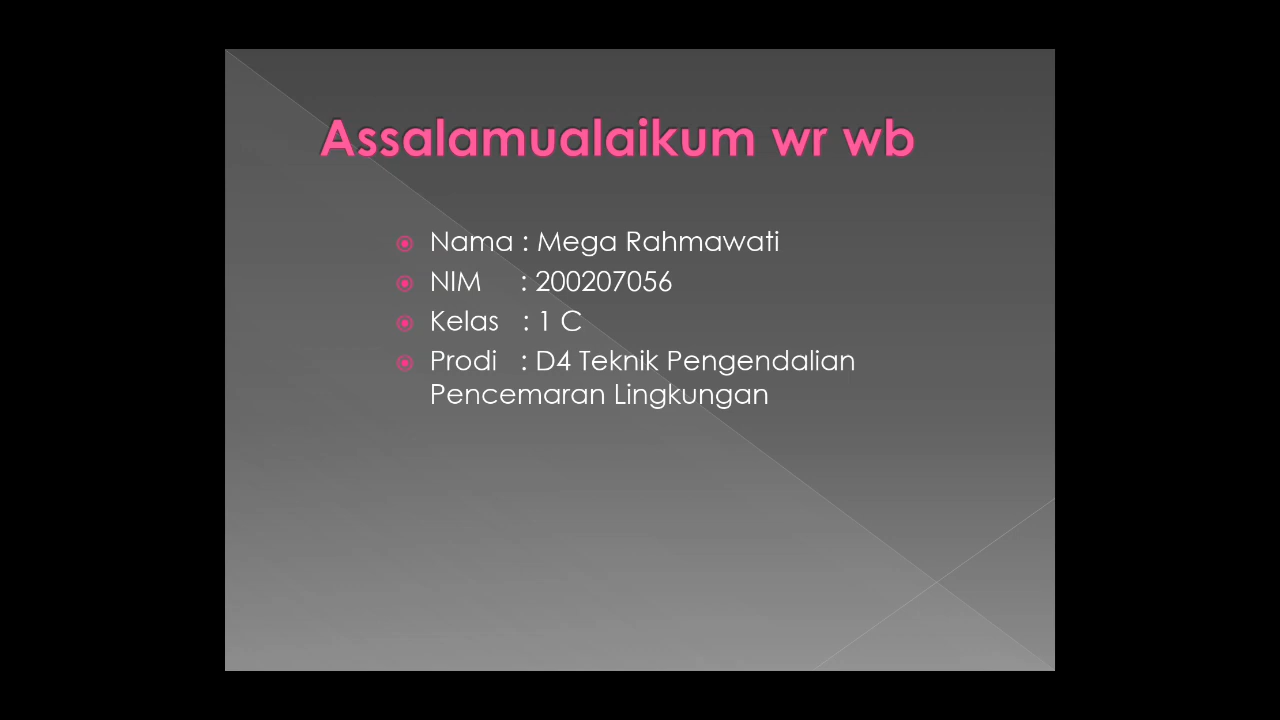 Assalamualaikum wr wb
Nama : Mega Rahmawati
NIM : 200207056
Kelas : 1 C
Prodi : D4 Teknik Pengendalian
Pencemaran Lingkungan